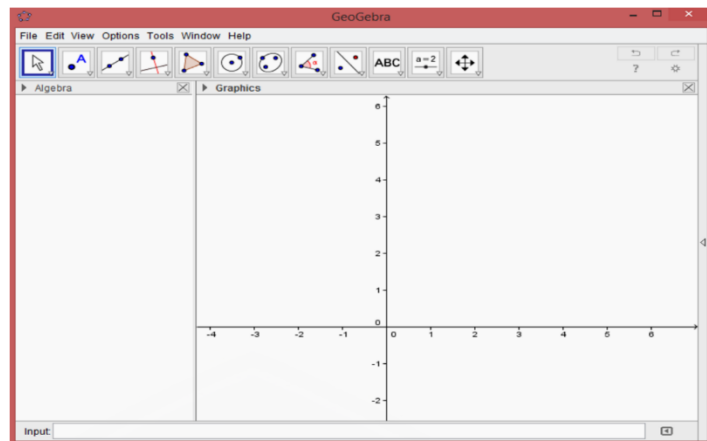 GeoGebra
File Edit View Options Tools Window Help
A
α
ABC
a=2
?
Algebra
Graphics
6
5
4
3
2
1
0
-4 -3 -2 -1 0 1 2 3 4 5 6
-1
-2
Input: